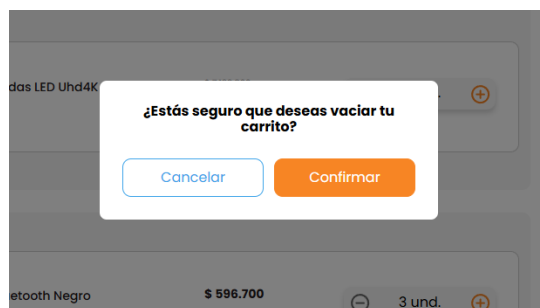 das LED Uhd4K
¿Estás seguro que deseas vaciar tu
carrito?
Cancelar
Confirmar
etooth Negro
$ 596.700
3 und.